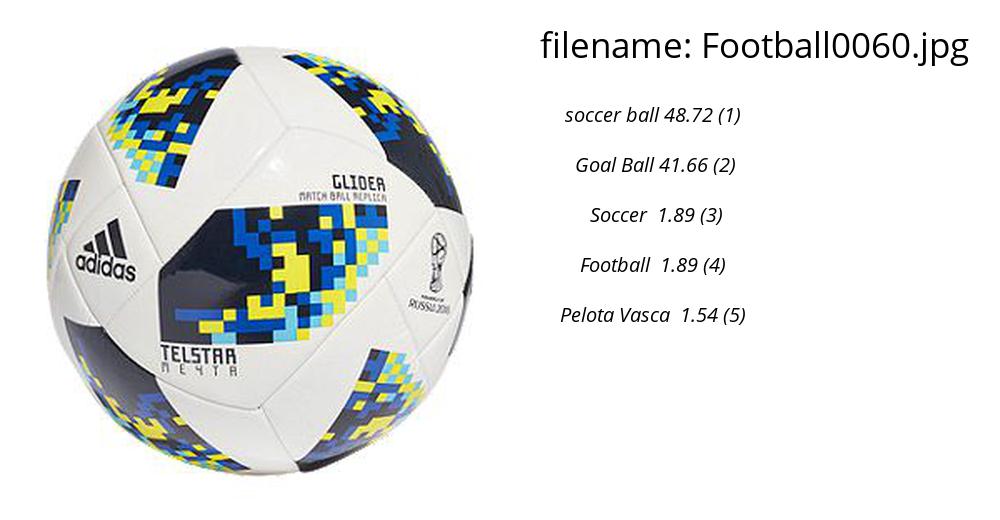 filename: Football0060.jpg
soccer ball 48.72 (1)
Goal Ball 41.66 (2)
Soccer 1.89 (3)
Football 1.89 (4)
Pelota Vasca 1.54 (5)
GLIDER
MATCH BALL REPLICA
adidas
RUSSIA 2018
TELSTAR
МЕЧТА